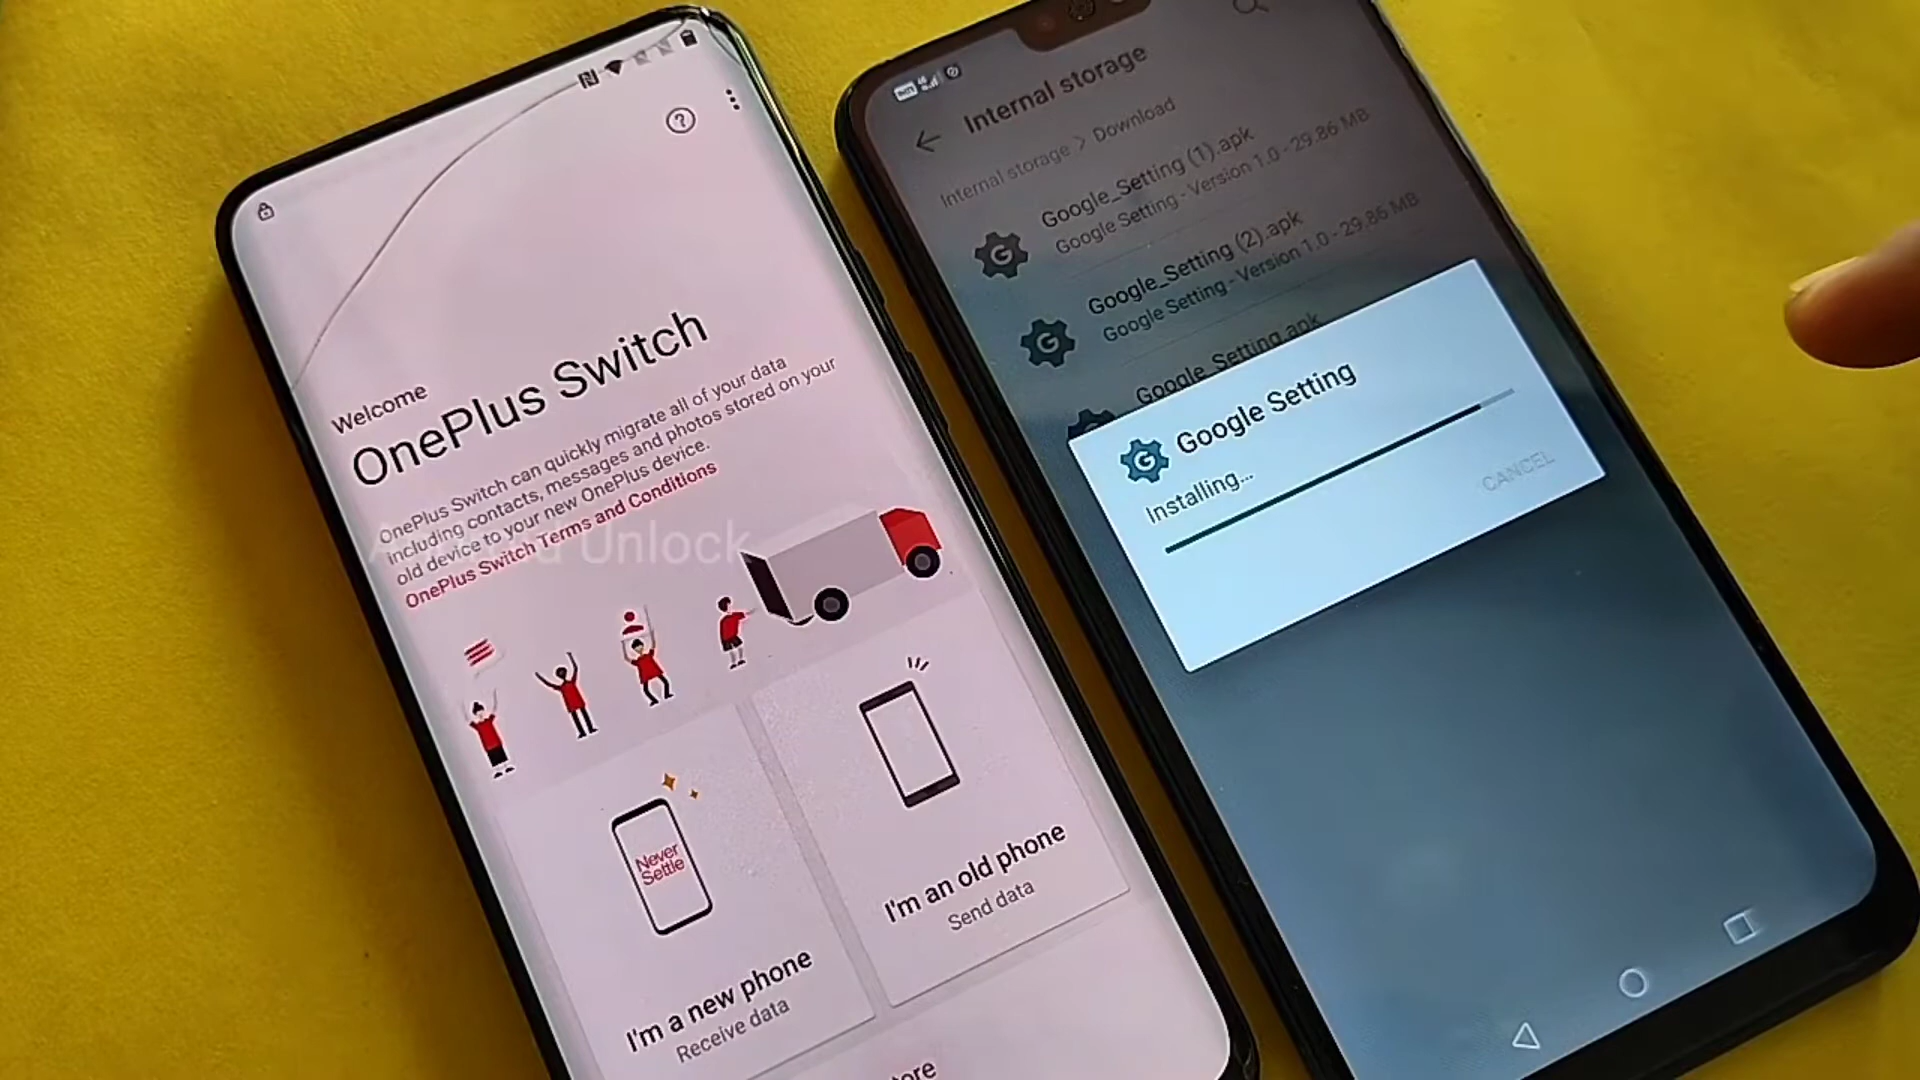 Welcome
OnePlus Switch
OnePlus Switch can quickly migrate all of your data
including contacts, messages and photos stored on your
old device to your new OnePlus device.
OnePlus Switch Terms and Conditions
Unlock
Never
Settle
I'm a new phone
Receive data
I'm an old phone
Send data
Internal storage
Internal storage > Download
Google_Setting (1).apk
Google Setting - Version 1.0 - 29.86 MB
Google_Setting (2).apk
Google Setting - Version 1.0 - 29.86 MB
Google_Setting.apk
Google Setting
Installing...
CANCEL